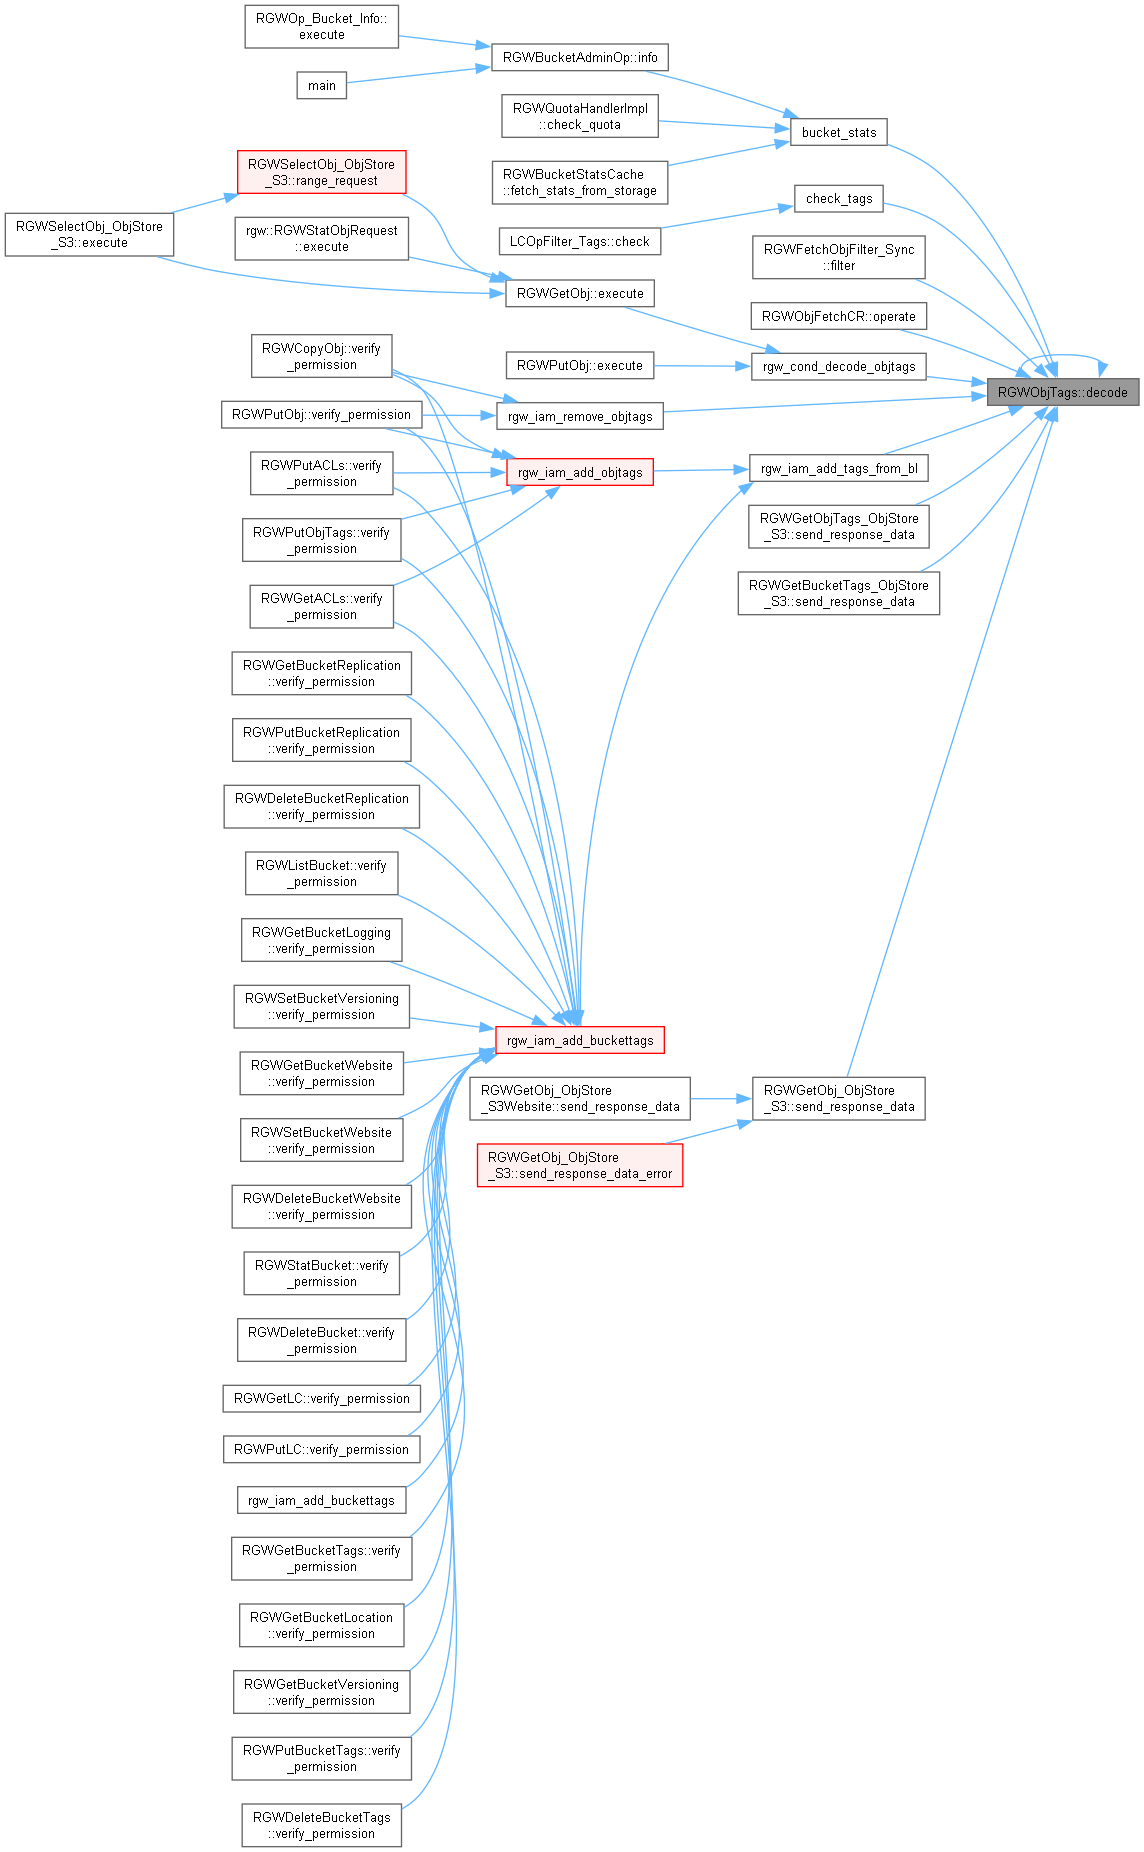 RGWOp_Bucket_Info::
execute
RGWBucketAdminOp::info
main
RGWQuotaHandlerImpl
::check_quota
bucket_stats
RGWSelectObj_ObjStore
_S3::range_request
RGWBucketStatsCache
::fetch_stats_from_storage
check_tags
RGWSelectObj_ObjStore
_S3::execute
rgw::RGWStatObjRequest
::execute
LCOpFilter_Tags::check
RGWFetchObjFilter_Sync
::filter
RGWGetObj::execute
RGWObjFetchCR::operate
RGWCopyObj::verify
_permission
RGWPutObj::execute
rgw_cond_decode_objtags
RGWObjTags::decode
RGWPutObj::verify_permission
rgw_iam_remove_objtags
RGWPutACLs::verify
_permission
rgw_iam_add_objtags
rgw_iam_add_tags_from_bl
RGWPutObjTags::verify
_permission
RGWGetObjTags_ObjStore
_S3::send_response_data
RGWGetACLs::verify
_permission
RGWGetBucketTags_ObjStore
_S3::send_response_data
RGWGetBucketReplication
::verify_permission
RGWPutBucketReplication
::verify_permission
RGWDeleteBucketReplication
::verify_permission
RGWListBucket::verify
_permission
RGWGetBucketLogging
::verify_permission
RGWSetBucketVersioning
::verify_permission
rgw_iam_add_buckettags
RGWGetBucketWebsite
::verify_permission
RGWGetObj_ObjStore
_S3Website::send_response_data
RGWGetObj_ObjStore
_S3::send_response_data
RGWSetBucketWebsite
::verify_permission
RGWGetObj_ObjStore
_S3::send_response_data_error
RGWDeleteBucketWebsite
::verify_permission
RGWStatBucket::verify
_permission
RGWDeleteBucket::verify
_permission
RGWGetLC::verify_permission
RGWPutLC::verify_permission
rgw_iam_add_buckettags
RGWGetBucketTags::verify
_permission
RGWGetBucketLocation
::verify_permission
RGWGetBucketVersioning
::verify_permission
RGWPutBucketTags::verify
_permission
RGWDeleteBucketTags
::verify_permission